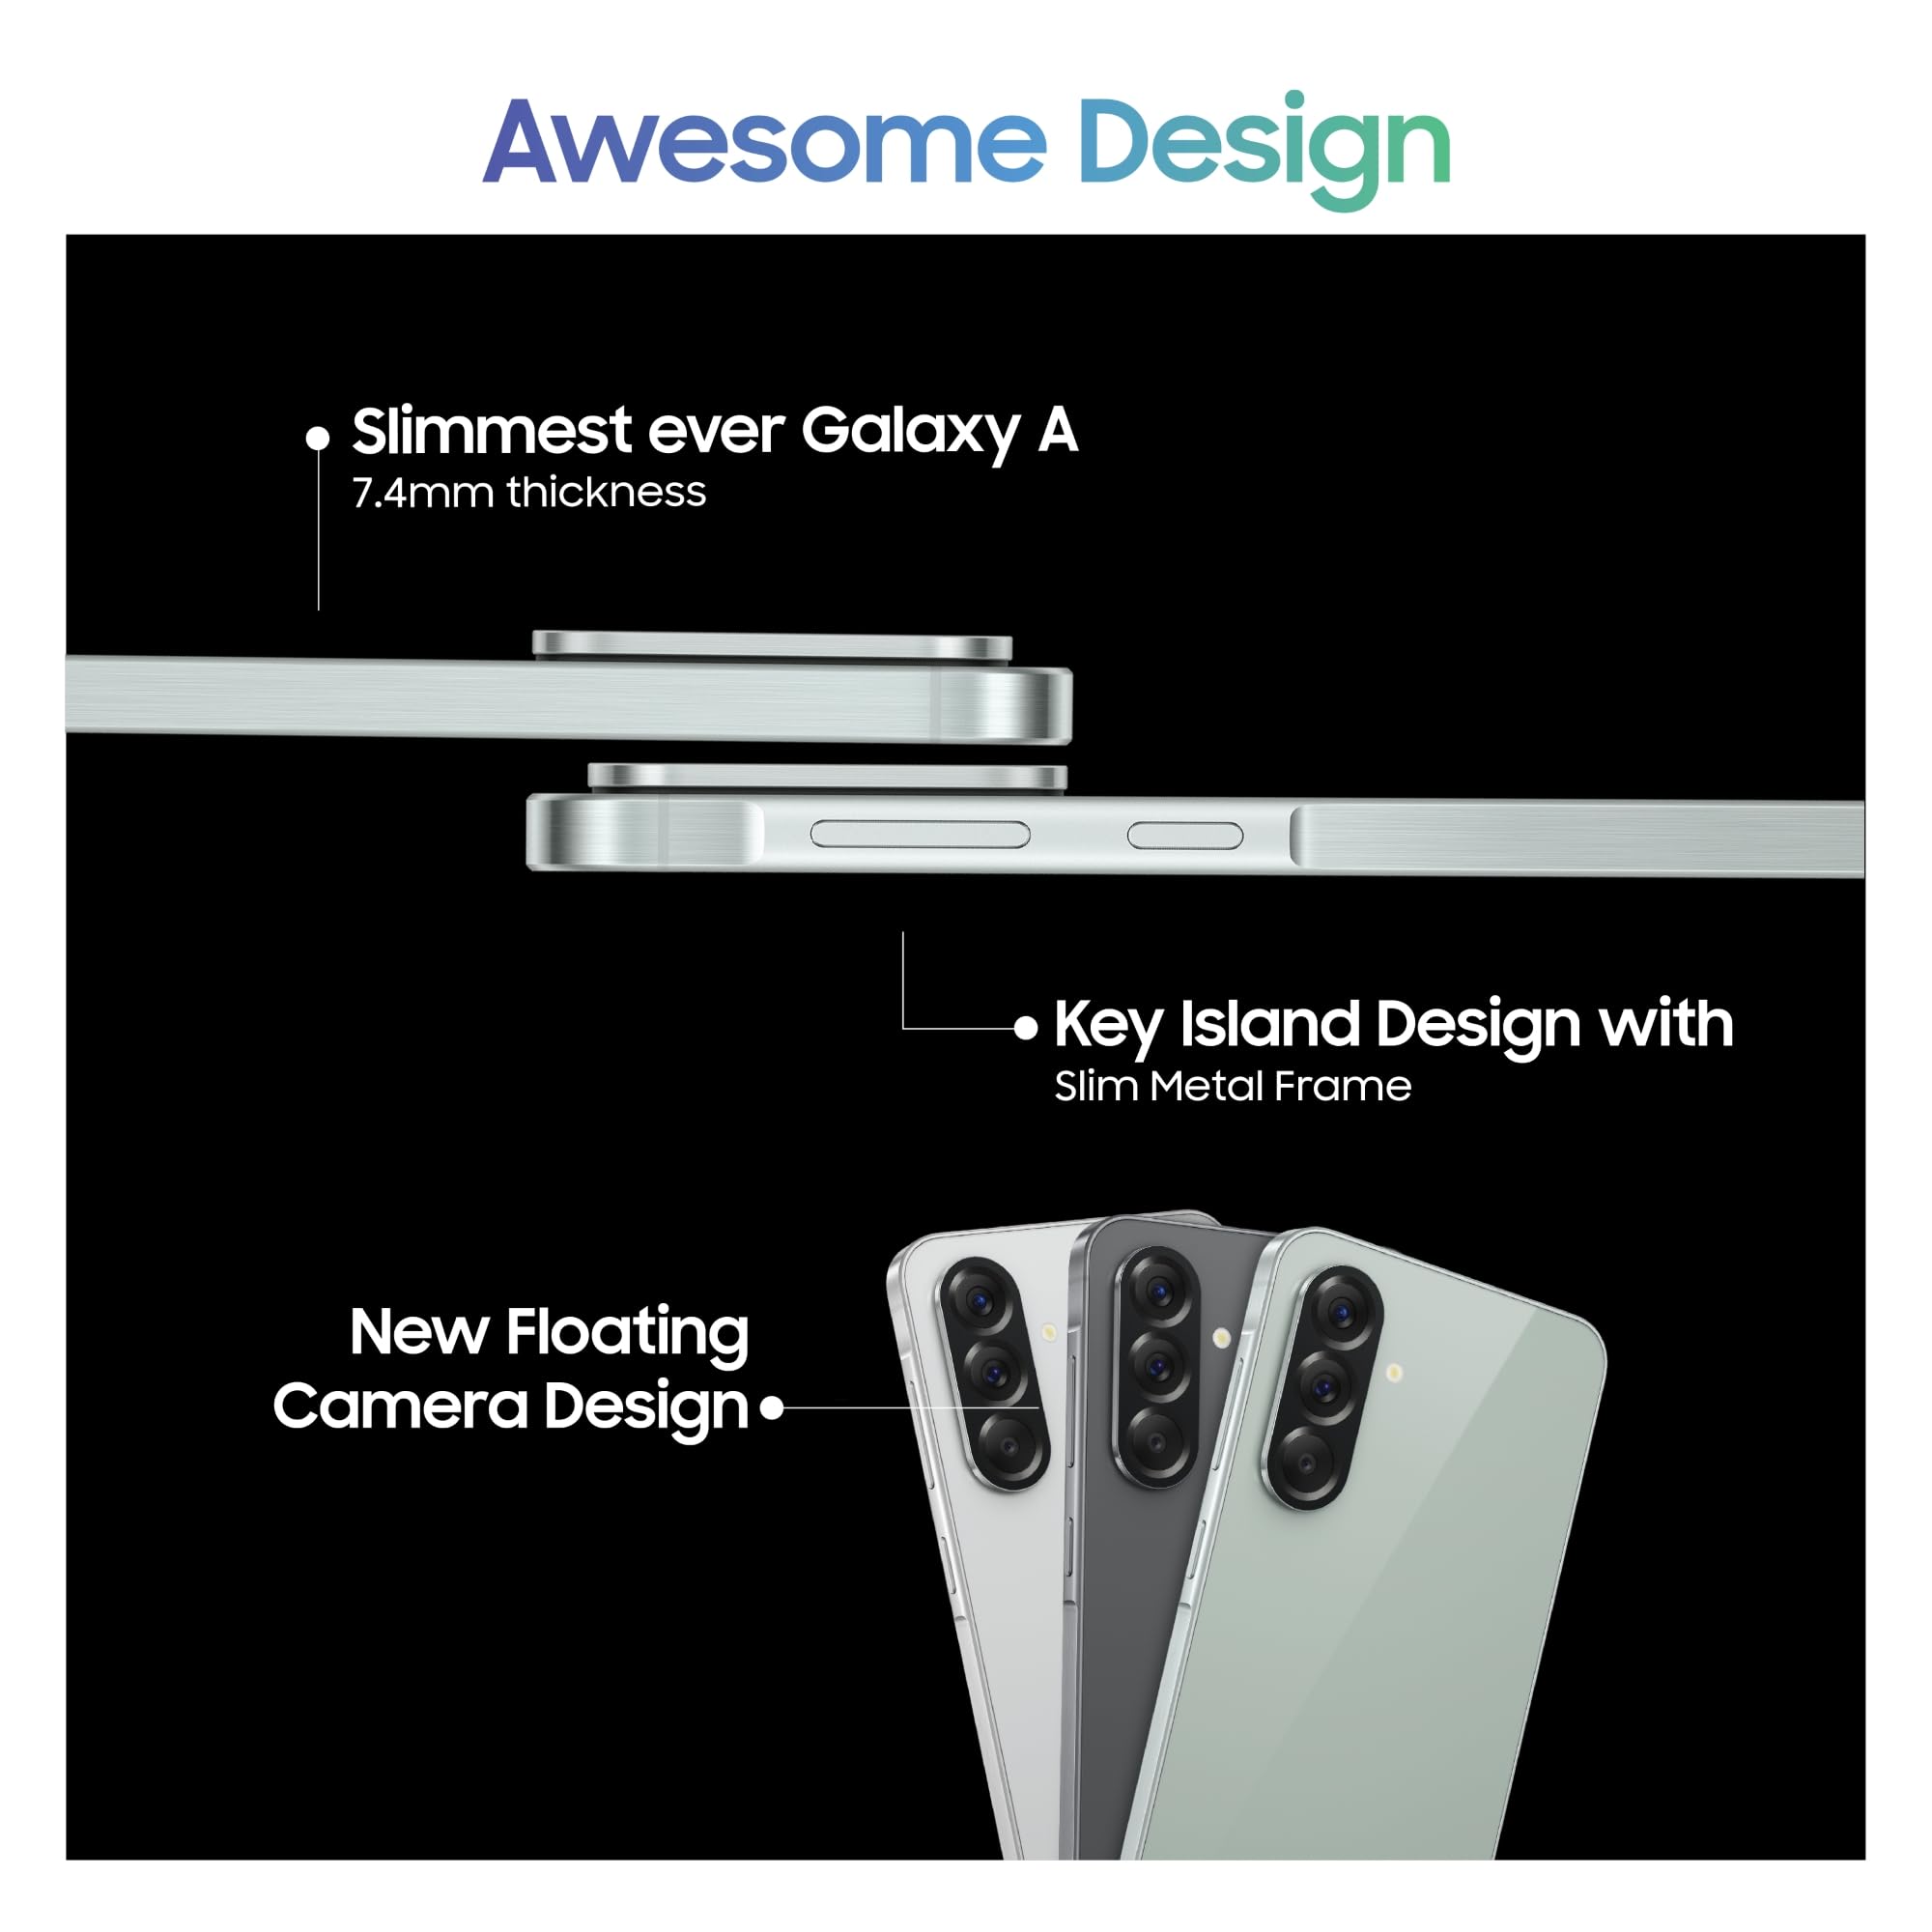 Awesome Design
Slimmest ever Galaxy A
7.4mm thickness
Key Island Design with
Slim Metal Frame
New Floating
Camera Design